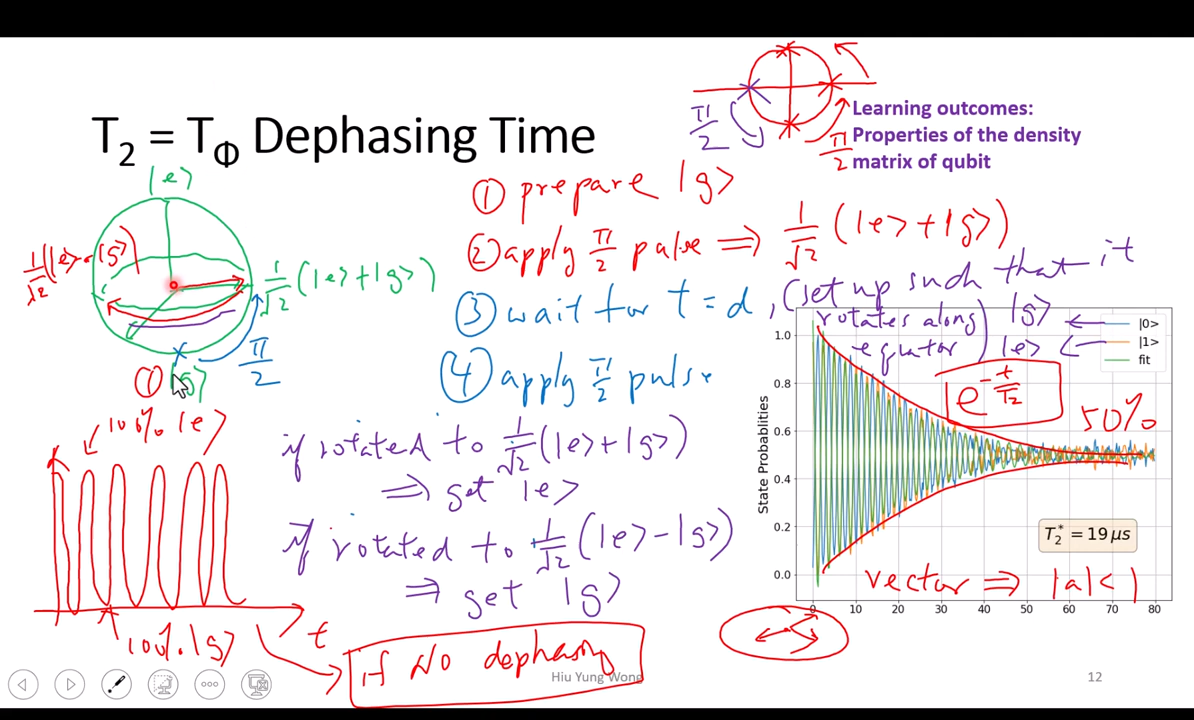 T₂ = T_Φ Dephasing Time
Learning outcomes:
Properties of the density
matrix of qubit
π/2
π/2
|e>
1/√2 (|e> - |g>)
1/√2 (|e> + |g>)
π/2
① |g>
① prepare |g>
② apply π/2 pulse ⇒ 1/√2 (|e> + |g>)
③ wait for t = d, (set up such that it
rotates along
equator)
④ apply π/2 pulse
if rotated to 1/√2 (|e> + |g>)
⇒ get |e>
if rotated to 1/√2 (|e> - |g>)
⇒ get |g>
100% |e>
100% |g>
t
if No dephasing
|g> ←
|e> ←
|0>
|1>
fit
e^(-t/T₂)
50%
State Probablities
1.0
0.8
0.6
0.4
0.2
0.0
T₂* = 19 μs
vector ⇒ |a| < 1
0 10 20 30 40 50 60 70 80
Hiu Yung Wong
12